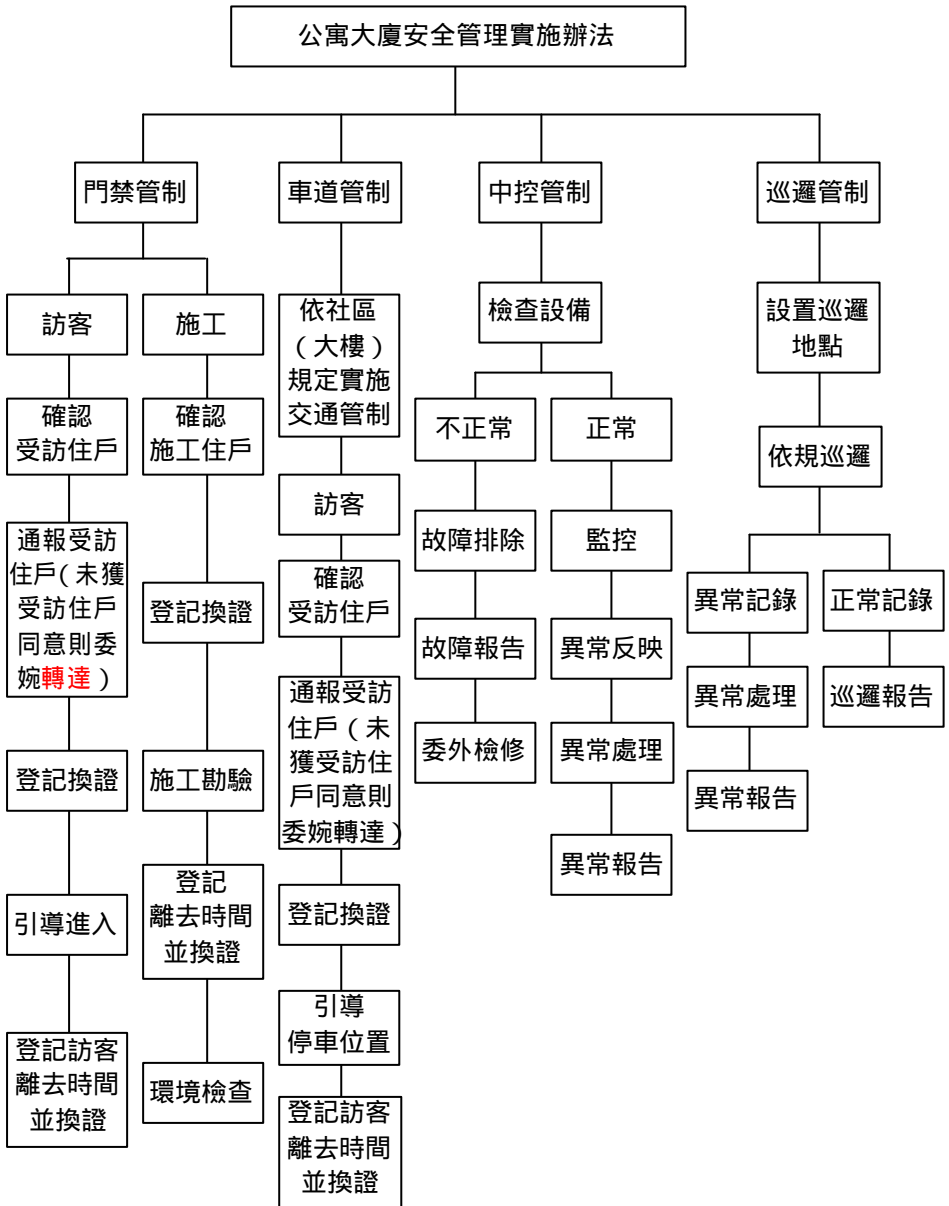 公寓大廈安全管理實施辦法
門禁管制
訪客
確認
受訪住戶
通報受訪
住戶（未獲
受訪住戶
同意則委
婉轉達）
登記換證
引導進入
登記訪客
離去時間
並換證
施工
確認
施工住戶
登記換證
施工勘驗
登記
離去時間
並換證
環境檢查
車道管制
依社區
（大樓）
規定實施
交通管制
訪客
確認
受訪住戶
通報受訪
住戶（未
獲受訪住
戶同意則
委婉轉達）
登記換證
引導
停車位置
登記訪客
離去時間
並換證
中控管制
檢查設備
不正常
故障排除
故障報告
委外檢修
正常
監控
異常反映
異常處理
異常報告
巡邏管制
設置巡邏
地點
依規巡邏
異常記錄
異常處理
異常報告
正常記錄
巡邏報告